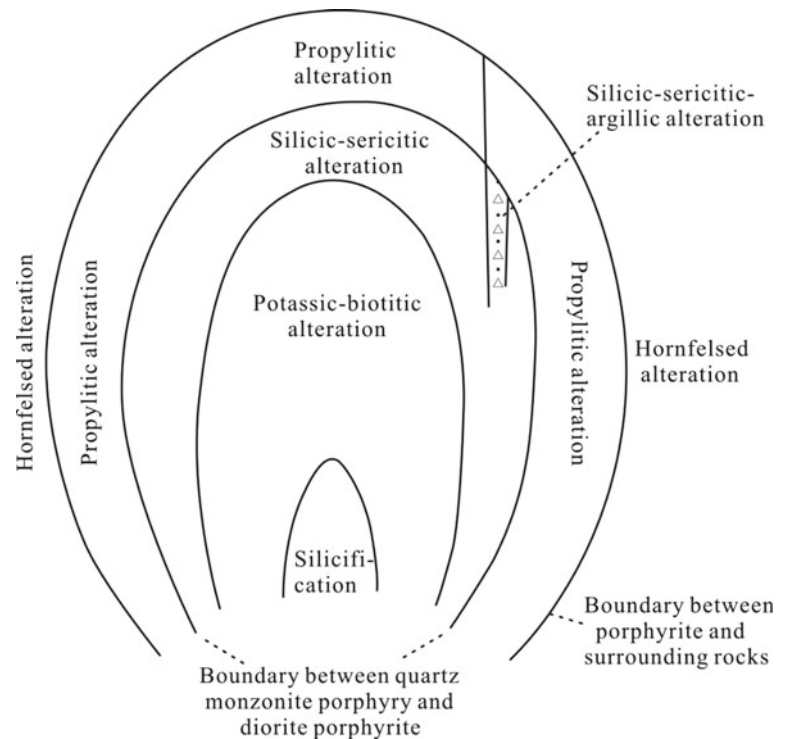 Propylitic
alteration
Silicic-sericitic-
argillic alteration
Silicic-sericitic
alteration
Hornfelsed alteration
Propylitic alteration
Potassic-biotitic
alteration
Propylitic alteration
Hornfelsed
alteration
Silicifi-
cation
Boundary between
porphyrite and
surrounding rocks
Boundary between quartz
monzonite porphyry and
diorite porphyrite